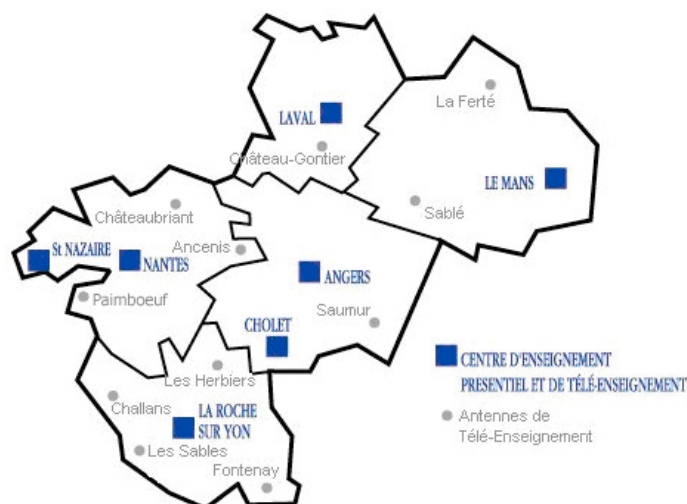 La Ferté
LAVAL
Château-Gontier
LE MANS
Sablé
Châteaubriant
Ancenis
St NAZAIRE
NANTES
ANGERS
Paimboeuf
Saumur
CHOLET
Les Herbiers
Challans
LA ROCHE
SUR YON
Les Sables
Fontenay
CENTRE D'ENSEIGNEMENT
PRESENTIEL ET DE TÉLÉ-ENSEIGNEMENT
Antennes de
Télé-Enseignement